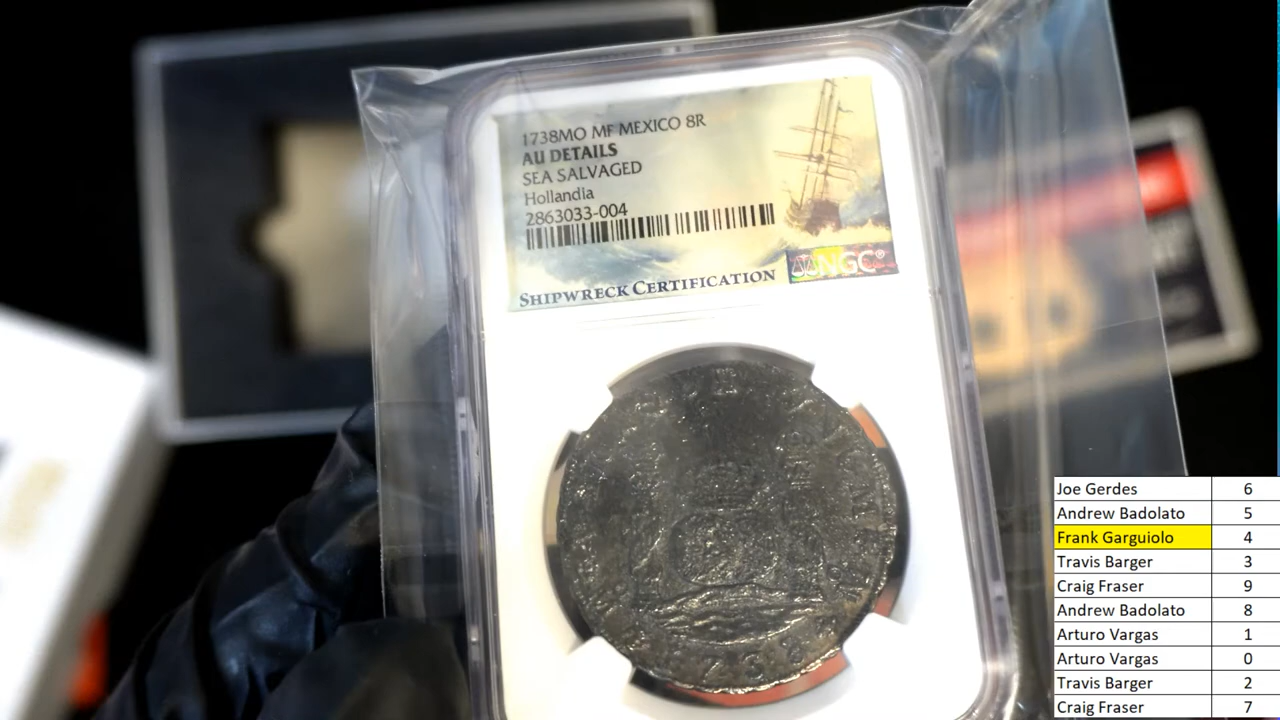 1738MO MF MEXICO 8R
AU DETAILS
SEA SALVAGED
Hollandia
2863033-004
NGC®
SHIPWRECK CERTIFICATION
1738
Joe Gerdes 6
Andrew Badolato 5
Frank Garguiolo 4
Travis Barger 3
Craig Fraser 9
Andrew Badolato 8
Arturo Vargas 1
Arturo Vargas 0
Travis Barger 2
Craig Fraser 7